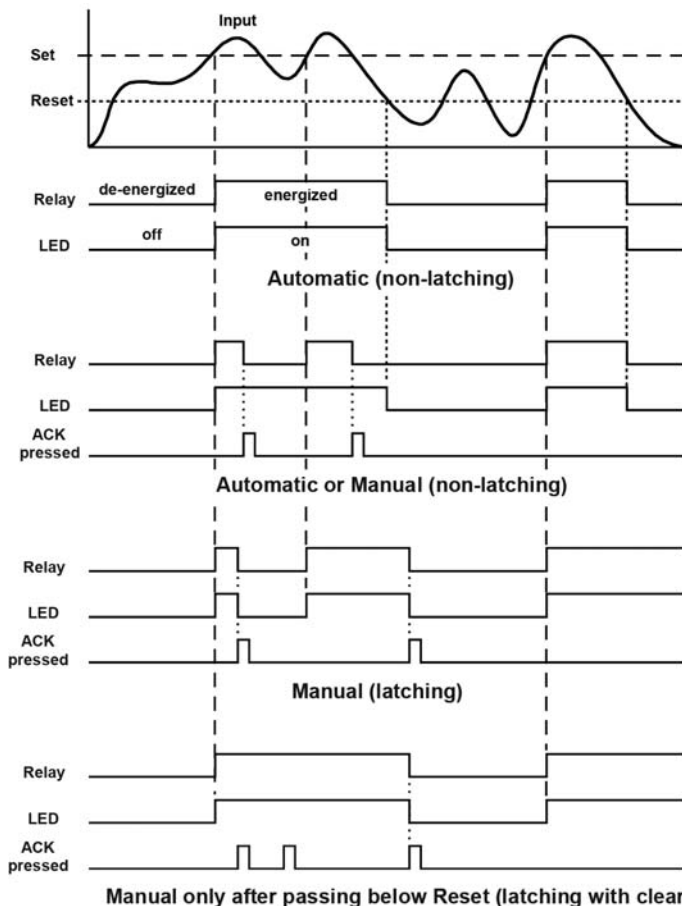 Input
Set
Reset
Relay de-energized energized
LED off on
Automatic (non-latching)
Relay
LED
ACK
pressed
Automatic or Manual (non-latching)
Relay
LED
ACK
pressed
Manual (latching)
Relay
LED
ACK
pressed
Manual only after passing below Reset (latching with clear